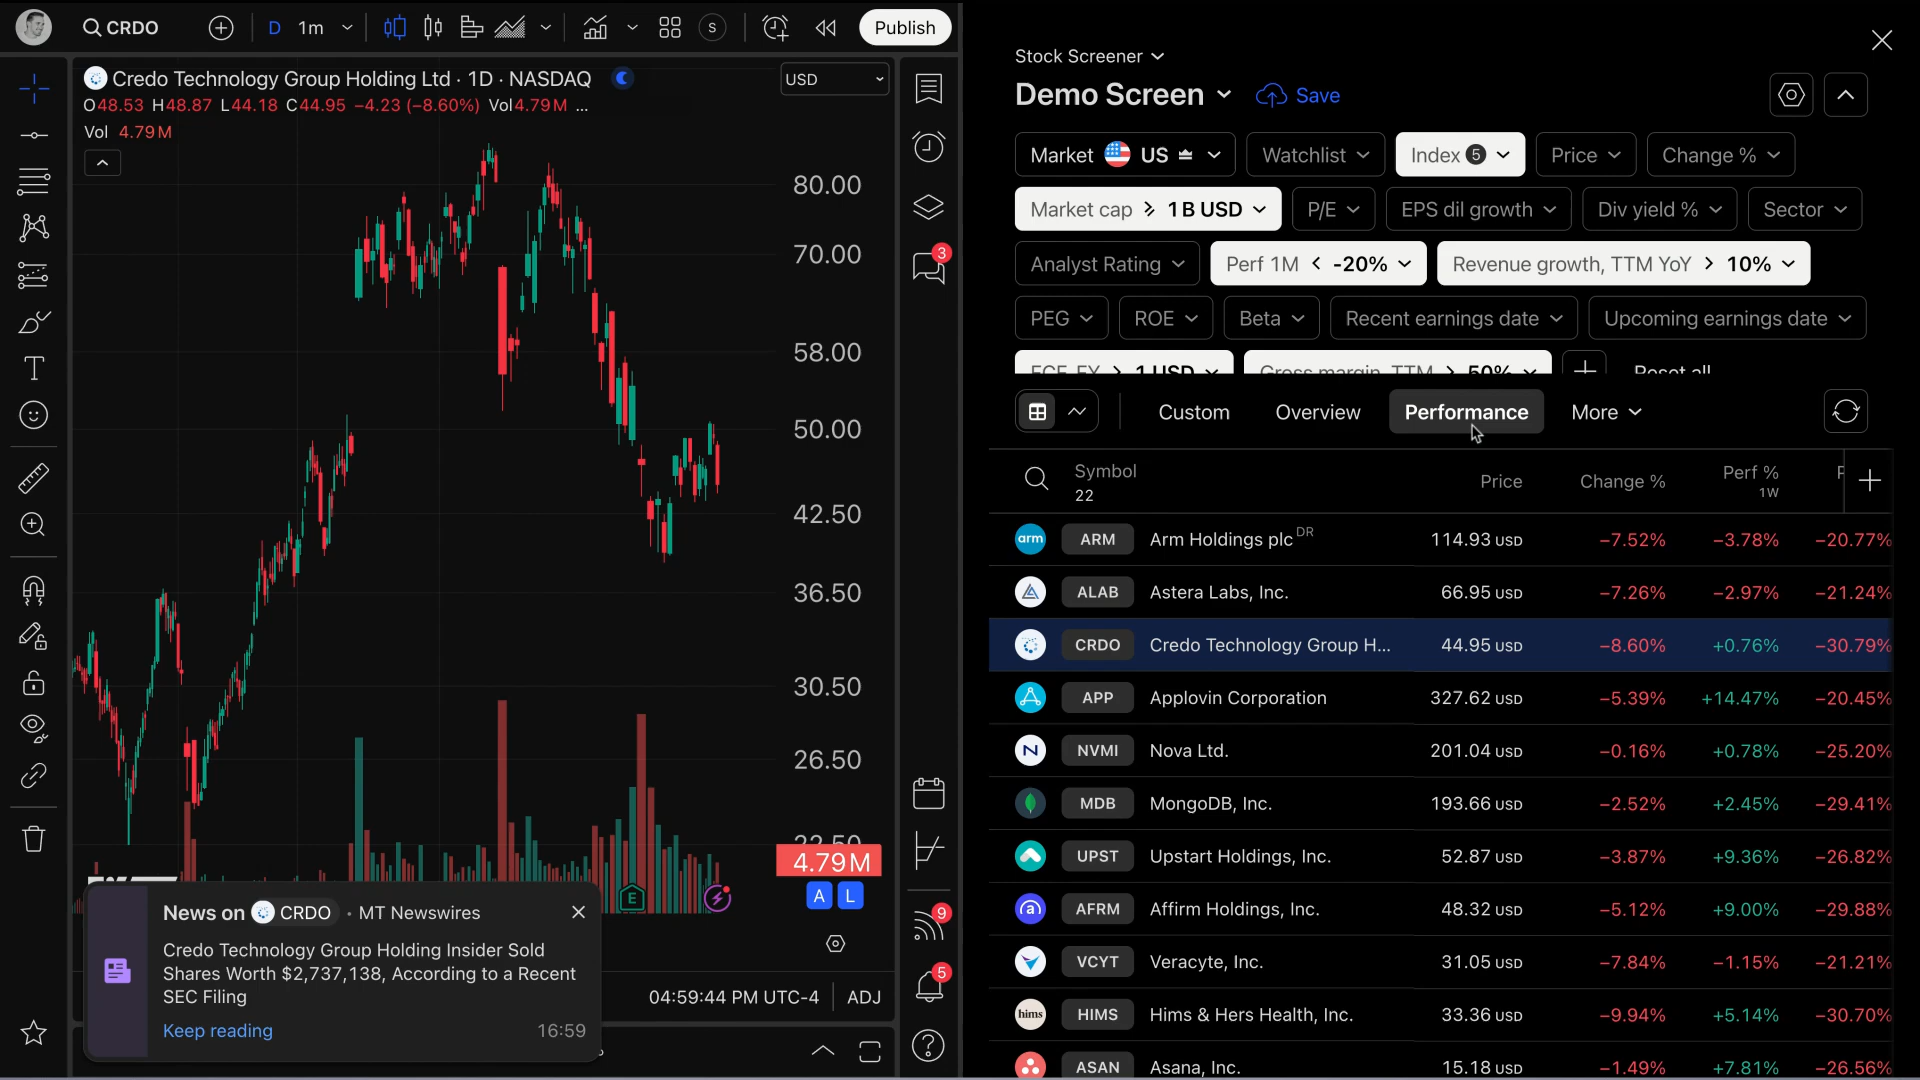 CRDO
D 1m
S
Publish
Credo Technology Group Holding Ltd · 1D · NASDAQ
USD
O48.53 H48.87 L44.18 C44.95 −4.23 (−8.60%) Vol4.79M ...
Vol 4.79M
80.00
70.00
58.00
50.00
42.50
36.50
30.50
26.50
22.50
4.79M
A L
E
3
9
5
News on CRDO · MT Newswires
Credo Technology Group Holding Insider Sold
Shares Worth $2,737,138, According to a Recent
SEC Filing
Keep reading 16:59
04:59:44 PM UTC-4 ADJ
Stock Screener
Demo Screen Save
Market US Watchlist Index 5 Price Change %
Market cap > 1B USD P/E EPS dil growth Div yield % Sector
Analyst Rating Perf 1M < -20% Revenue growth, TTM YoY > 10%
PEG ROE Beta Recent earnings date Upcoming earnings date
Gross margin, TTM > 50% Reset all
Custom Overview Performance More
Symbol 22 Price Change % Perf % 1W
arm ARM Arm Holdings plc DR 114.93 USD −7.52% −3.78% −20.77%
ALAB Astera Labs, Inc. 66.95 USD −7.26% −2.97% −21.24%
CRDO Credo Technology Group H... 44.95 USD −8.60% +0.76% −30.79%
APP Applovin Corporation 327.62 USD −5.39% +14.47% −20.45%
N NVMI Nova Ltd. 201.04 USD −0.16% +0.78% −25.20%
MDB MongoDB, Inc. 193.66 USD −2.52% +2.45% −29.41%
UPST Upstart Holdings, Inc. 52.87 USD −3.87% +9.36% −26.82%
a AFRM Affirm Holdings, Inc. 48.32 USD −5.12% +9.00% −29.88%
VCYT Veracyte, Inc. 31.05 USD −7.84% −1.15% −21.21%
hims HIMS Hims & Hers Health, Inc. 33.36 USD −9.94% +5.14% −30.70%
ASAN Asana, Inc. 15.18 USD −1.49% +7.81% −26.56%